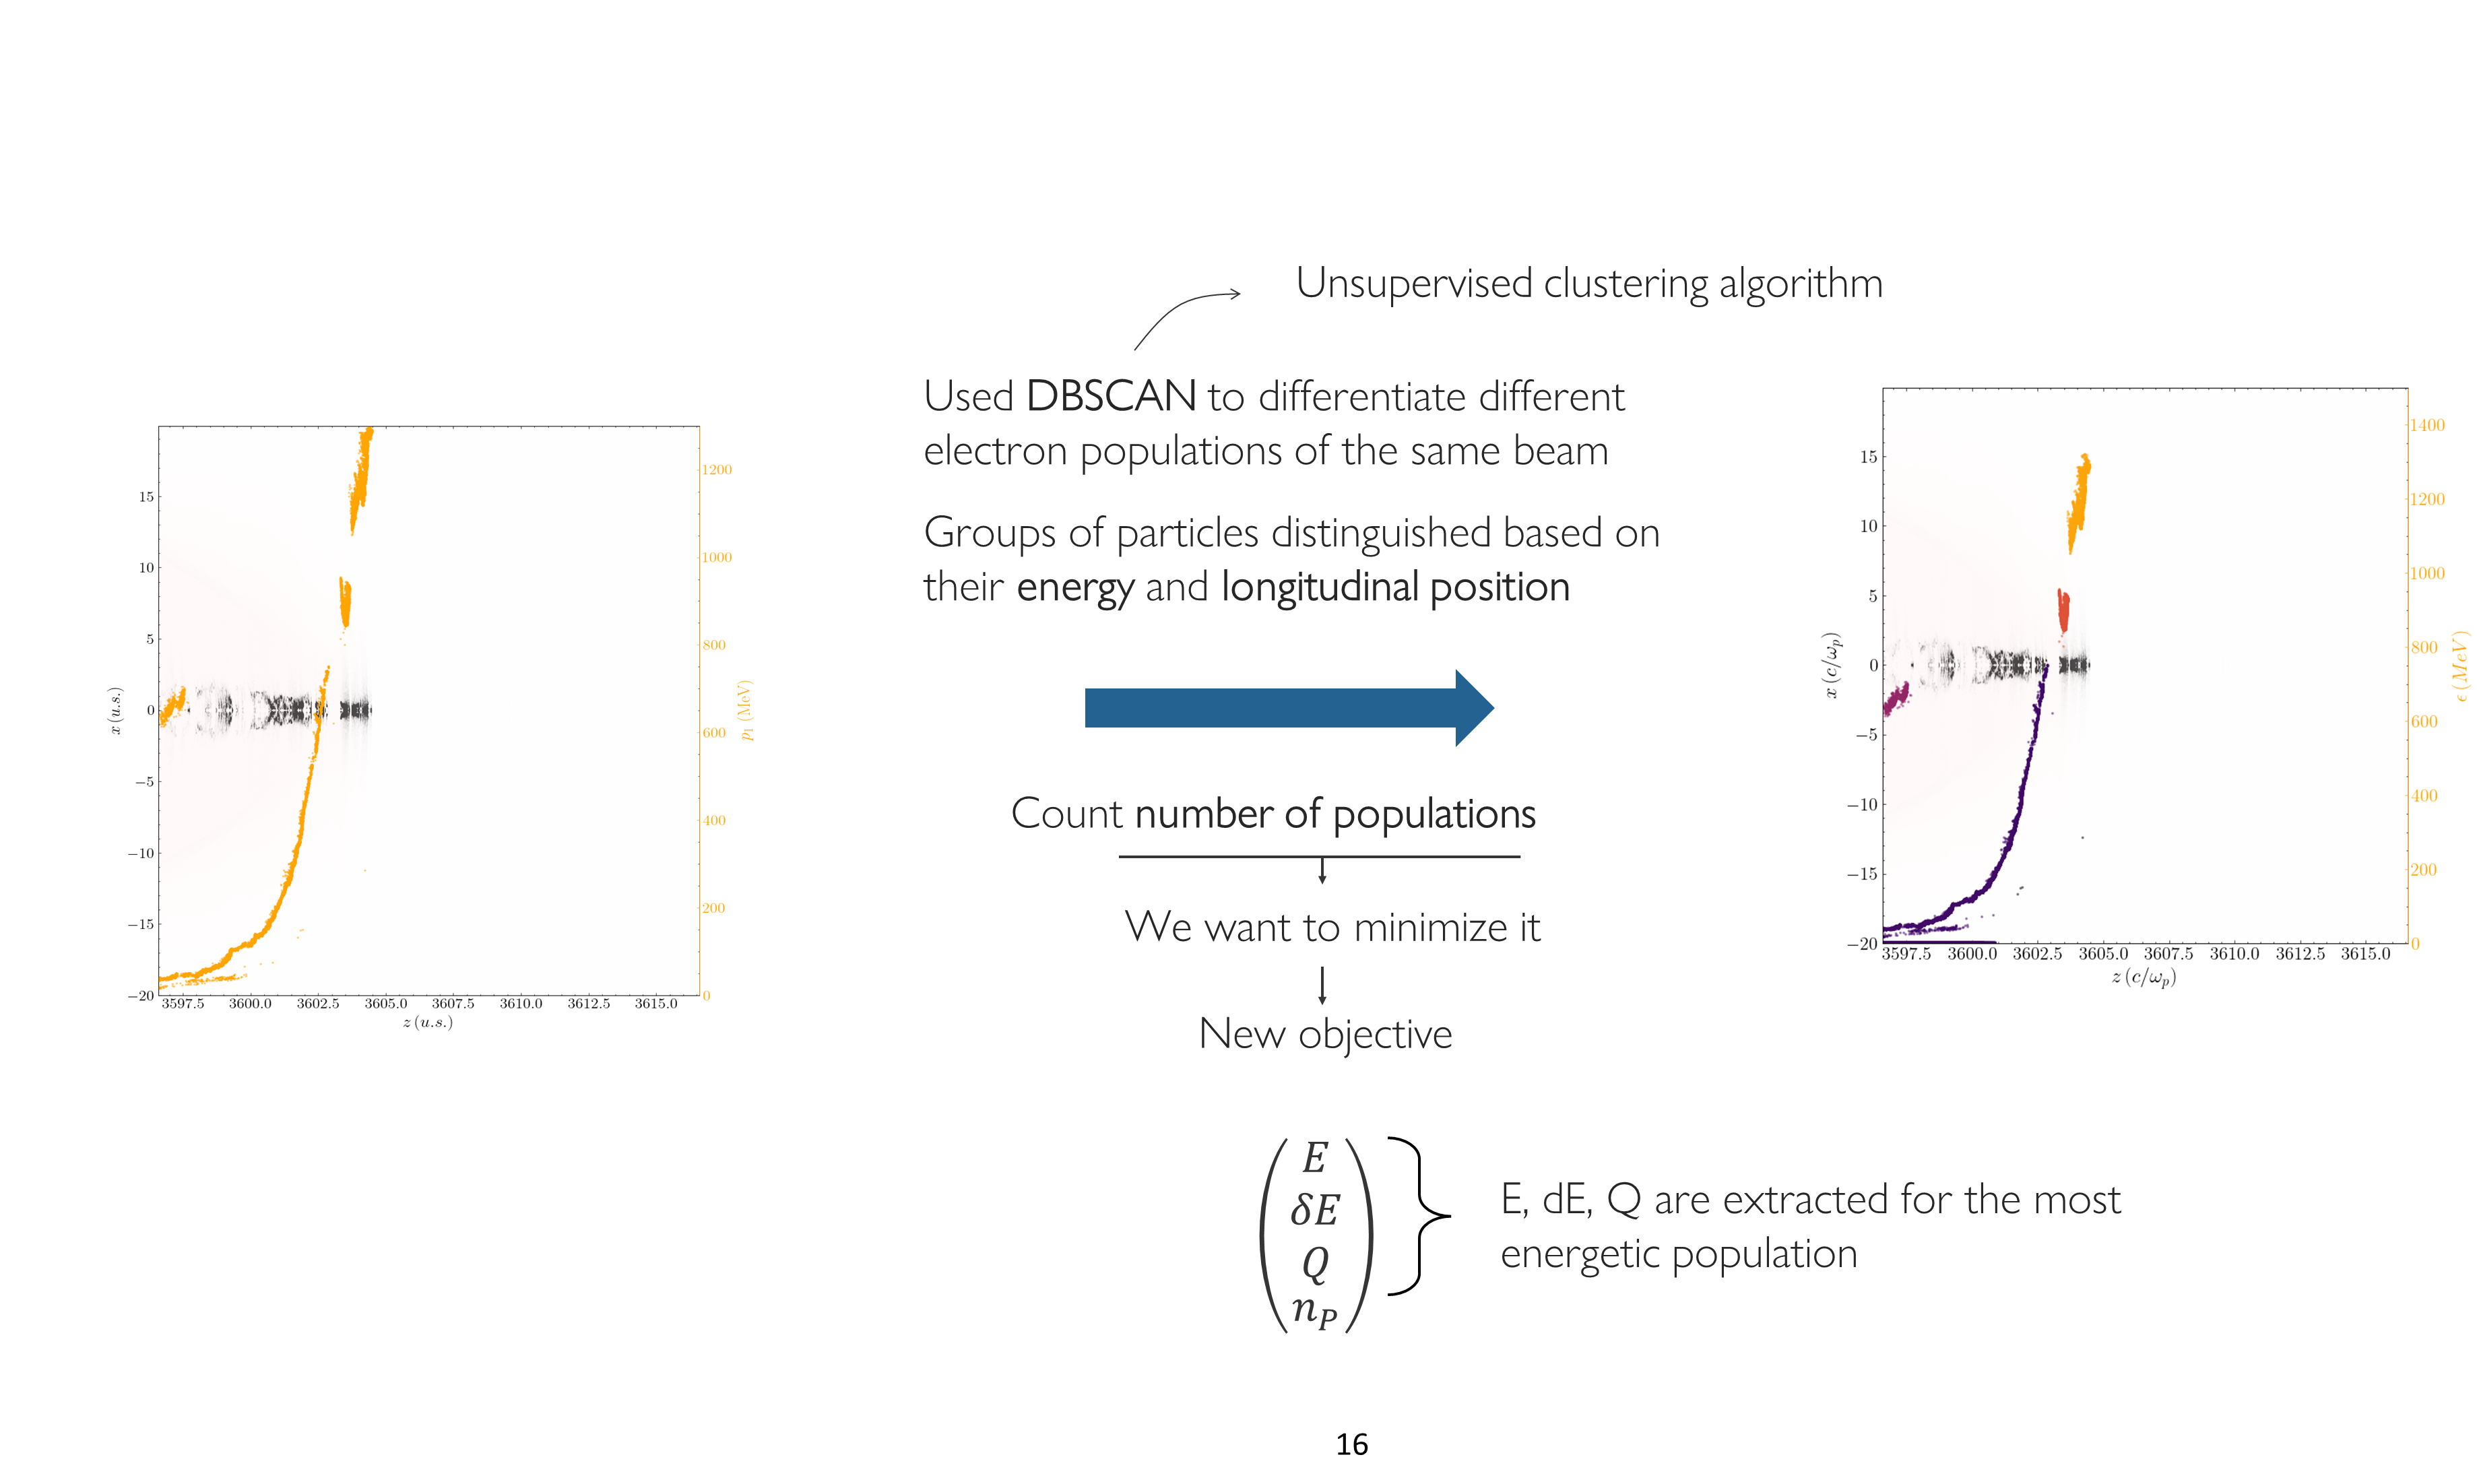 Unsupervised clustering algorithm
Used DBSCAN to differentiate different
electron populations of the same beam
Groups of particles distinguished based on
their energy and longitudinal position
Count number of populations
We want to minimize it
New objective
E
δE
Q
n_P
E, dE, Q are extracted for the most
energetic population
15
10
5
0
−5
−10
−15
−20
x (u.s.)
3597.5 3600.0 3602.5 3605.0 3607.5 3610.0 3612.5 3615.0
z (u.s.)
1200
1000
800
600
400
200
0
p₁ (MeV)
15
10
5
0
−5
−10
−15
−20
x (c/ω_p)
3597.5 3600.0 3602.5 3605.0 3607.5 3610.0 3612.5 3615.0
z (c/ω_p)
1400
1200
1000
800
600
400
200
0
ϵ (MeV)
16